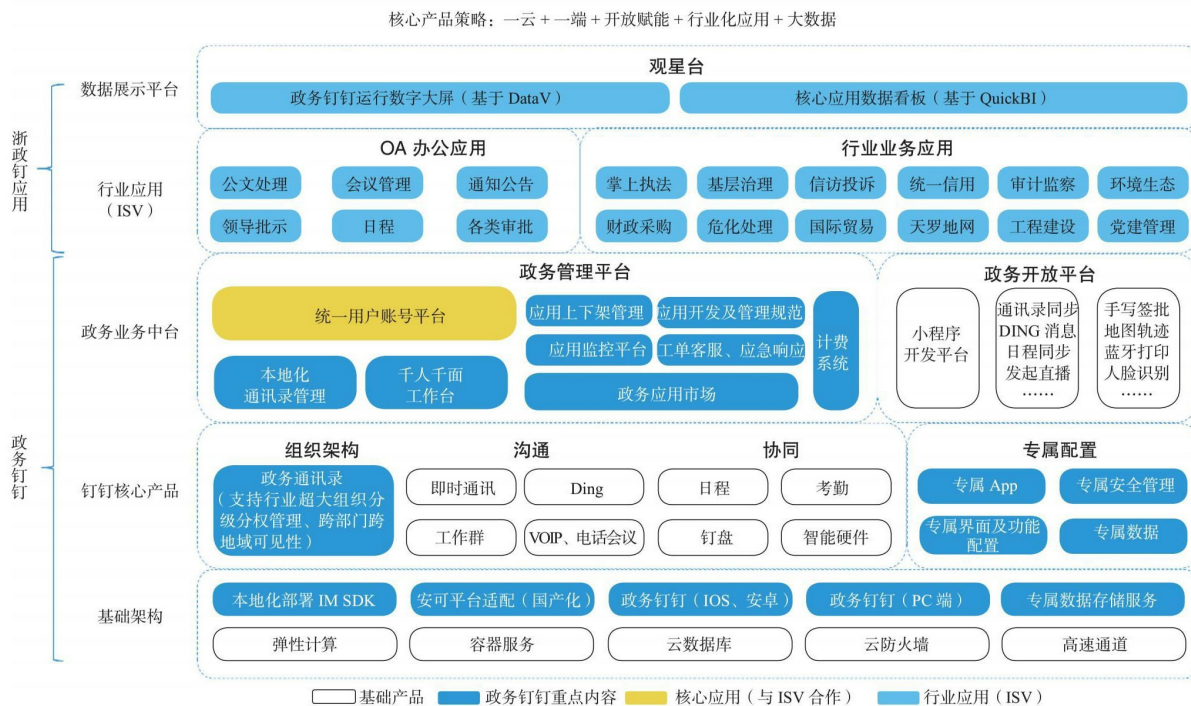 核心产品策略：一云 + 一端 + 开放赋能 + 行业化应用 + 大数据
浙政钉应用
数据展示平台
观星台
政务钉钉运行数字大屏（基于 DataV）
核心应用数据看板（基于 QuickBI）
行业应用
（ISV）
OA 办公应用
公文处理
会议管理
通知公告
领导批示
日程
各类审批
行业业务应用
掌上执法
基层治理
信访投诉
统一信用
审计监察
环境生态
财政采购
危化处理
国际贸易
天罗地网
工程建设
党建管理
政务钉钉
政务业务中台
政务管理平台
统一用户账号平台
本地化
通讯录管理
千人千面
工作台
应用上下架管理
应用开发及管理规范
应用监控平台
工单客服、应急响应
政务应用市场
计费
系统
政务开放平台
小程序
开发平台
通讯录同步
DING 消息
日程同步
发起直播
……
手写签批
地图轨迹
蓝牙打印
人脸识别
……
钉钉核心产品
组织架构
政务通讯录
（支持行业超大组织分
级分权管理、跨部门跨
地域可见性）
沟通
即时通讯
Ding
工作群
VOIP、电话会议
协同
日程
考勤
钉盘
智能硬件
专属配置
专属 App
专属安全管理
专属界面及功能
配置
专属数据
基础架构
本地化部署 IM SDK
安可平台适配（国产化）
政务钉钉（IOS、安卓）
政务钉钉（PC 端）
专属数据存储服务
弹性计算
容器服务
云数据库
云防火墙
高速通道
基础产品
政务钉钉重点内容
核心应用（与 ISV 合作）
行业应用（ISV）